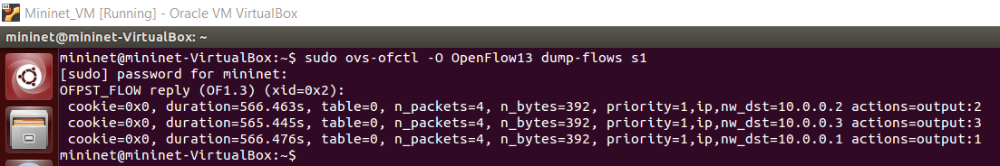 Mininet_VM [Running] - Oracle VM VirtualBox
mininet@mininet-VirtualBox: ~
mininet@mininet-VirtualBox:~$ sudo ovs-ofctl -O OpenFlow13 dump-flows s1
[sudo] password for mininet:
OFPST_FLOW reply (OF1.3) (xid=0x2):
cookie=0x0, duration=566.463s, table=0, n_packets=4, n_bytes=392, priority=1,ip,nw_dst=10.0.0.2 actions=output:2
cookie=0x0, duration=565.445s, table=0, n_packets=4, n_bytes=392, priority=1,ip,nw_dst=10.0.0.3 actions=output:3
cookie=0x0, duration=566.476s, table=0, n_packets=4, n_bytes=392, priority=1,ip,nw_dst=10.0.0.1 actions=output:1
mininet@mininet-VirtualBox:~$